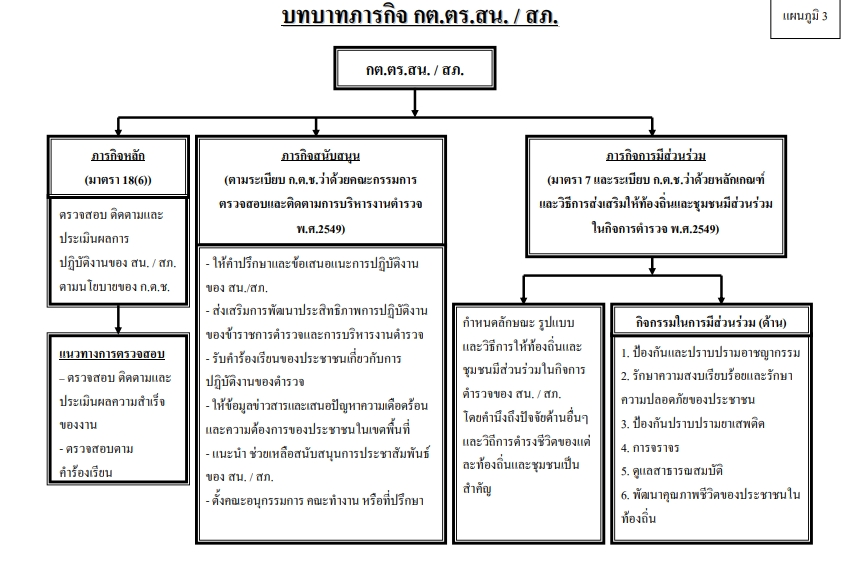 บทบาทภารกิจ กต.ตร.สน. / สภ.
แผนภูมิ 3
กต.ตร.สน. / สภ.
ภารกิจหลัก
(มาตรา 18(6))
ตรวจสอบ ติดตามและ
ประเมินผลการ
ปฏิบัติงานของ สน. / สภ.
ตามนโยบายของ ก.ต.ช.
แนวทางการตรวจสอบ
– ตรวจสอบ ติดตามและ
ประเมินผลความสำเร็จ
ของงาน
- ตรวจสอบตาม
คำร้องเรียน
ภารกิจสนับสนุน
(ตามระเบียบ ก.ต.ช.ว่าด้วยคณะกรรมการ
ตรวจสอบและติดตามการบริหารงานตำรวจ
พ.ศ.2549)
- ให้คำปรึกษาและข้อเสนอแนะการปฏิบัติงาน
ของ สน./สภ.
- ส่งเสริมการพัฒนาประสิทธิภาพการปฏิบัติงาน
ของข้าราชการตำรวจและการบริหารงานตำรวจ
- รับคำร้องเรียนของประชาชนเกี่ยวกับการ
ปฏิบัติงานของตำรวจ
- ให้ข้อมูลข่าวสารและเสนอปัญหาความเดือดร้อน
และความต้องการของประชาชนในเขตพื้นที่
- แนะนำ ช่วยเหลือสนับสนุนการประชาสัมพันธ์
ของ สน. / สภ.
- ตั้งคณะอนุกรรมการ คณะทำงาน หรือที่ปรึกษา
ภารกิจการมีส่วนร่วม
(มาตรา 7 และระเบียบ ก.ต.ช.ว่าด้วยหลักเกณฑ์
และวิธีการส่งเสริมให้ท้องถิ่นและชุมชนมีส่วนร่วม
ในกิจการตำรวจ พ.ศ.2549)
กำหนดลักษณะ รูปแบบ
และวิธีการให้ท้องถิ่นและ
ชุมชนมีส่วนร่วมในกิจการ
ตำรวจของ สน. / สภ.
โดยคำนึงถึงปัจจัยด้านอื่นๆ
และวิถีการดำรงชีวิตของแต่
ละท้องถิ่นและชุมชนเป็น
สำคัญ
กิจกรรมในการมีส่วนร่วม (ด้าน)
1. ป้องกันและปราบปรามอาชญากรรม
2. รักษาความสงบเรียบร้อยและรักษา
ความปลอดภัยของประชาชน
3. ป้องกันปราบปรามยาเสพติด
4. การจราจร
5. ดูแลสาธารณสมบัติ
6. พัฒนาคุณภาพชีวิตของประชาชนใน
ท้องถิ่น